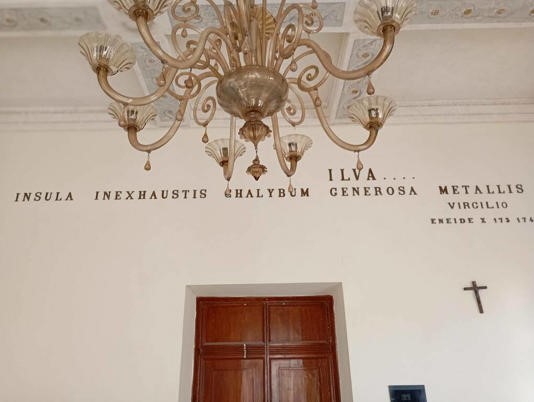 ILVA....
INSULA INEXHAUSTIS CHALYBUM GENEROSA METALLIS
VIRGILIO
ENEIDE X 173 174